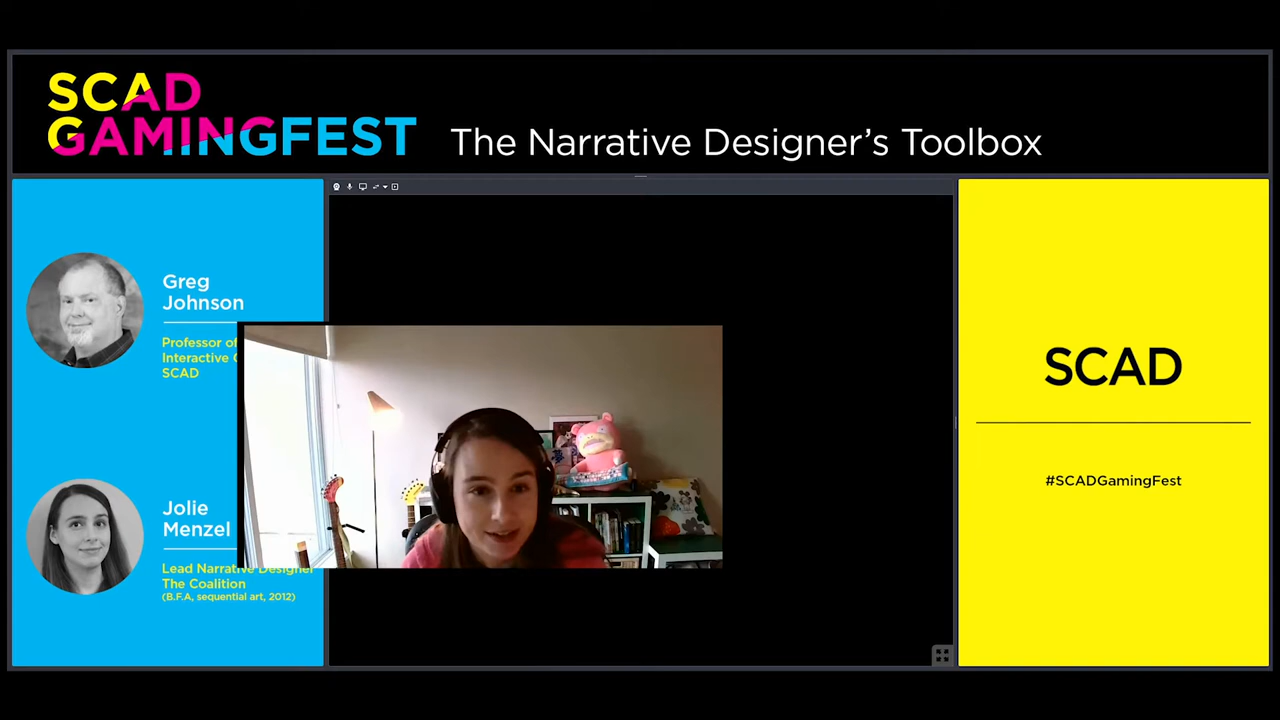 SCAD
GAMINGFEST
The Narrative Designer's Toolbox
Greg
Johnson
Professor of
Interactive
SCAD
Jolie
Menzel
Lead Narrative Designer
The Coalition
(B.F.A, sequential art, 2012)
SCAD
#SCADGamingFest